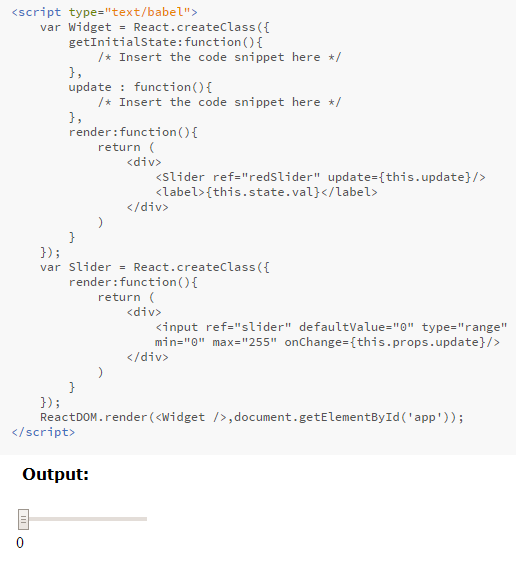 <script type="text/babel">
    var Widget = React.createClass({
        getInitialState:function(){
            /* Insert the code snippet here */
        },
        update : function(){
            /* Insert the code snippet here */
        },
        render:function(){
            return (
                <div>
                    <Slider ref="redSlider" update={this.update}/>
                    <label>{this.state.val}</label>
                </div>
            )
        }
    });
    var Slider = React.createClass({
        render:function(){
            return (
                <div>
                    <input ref="slider" defaultValue="0" type="range"
                    min="0" max="255" onChange={this.props.update}/>
                </div>
            )
        }
    });
    ReactDOM.render(<Widget />,document.getElementById('app'));
</script>
Output:
0